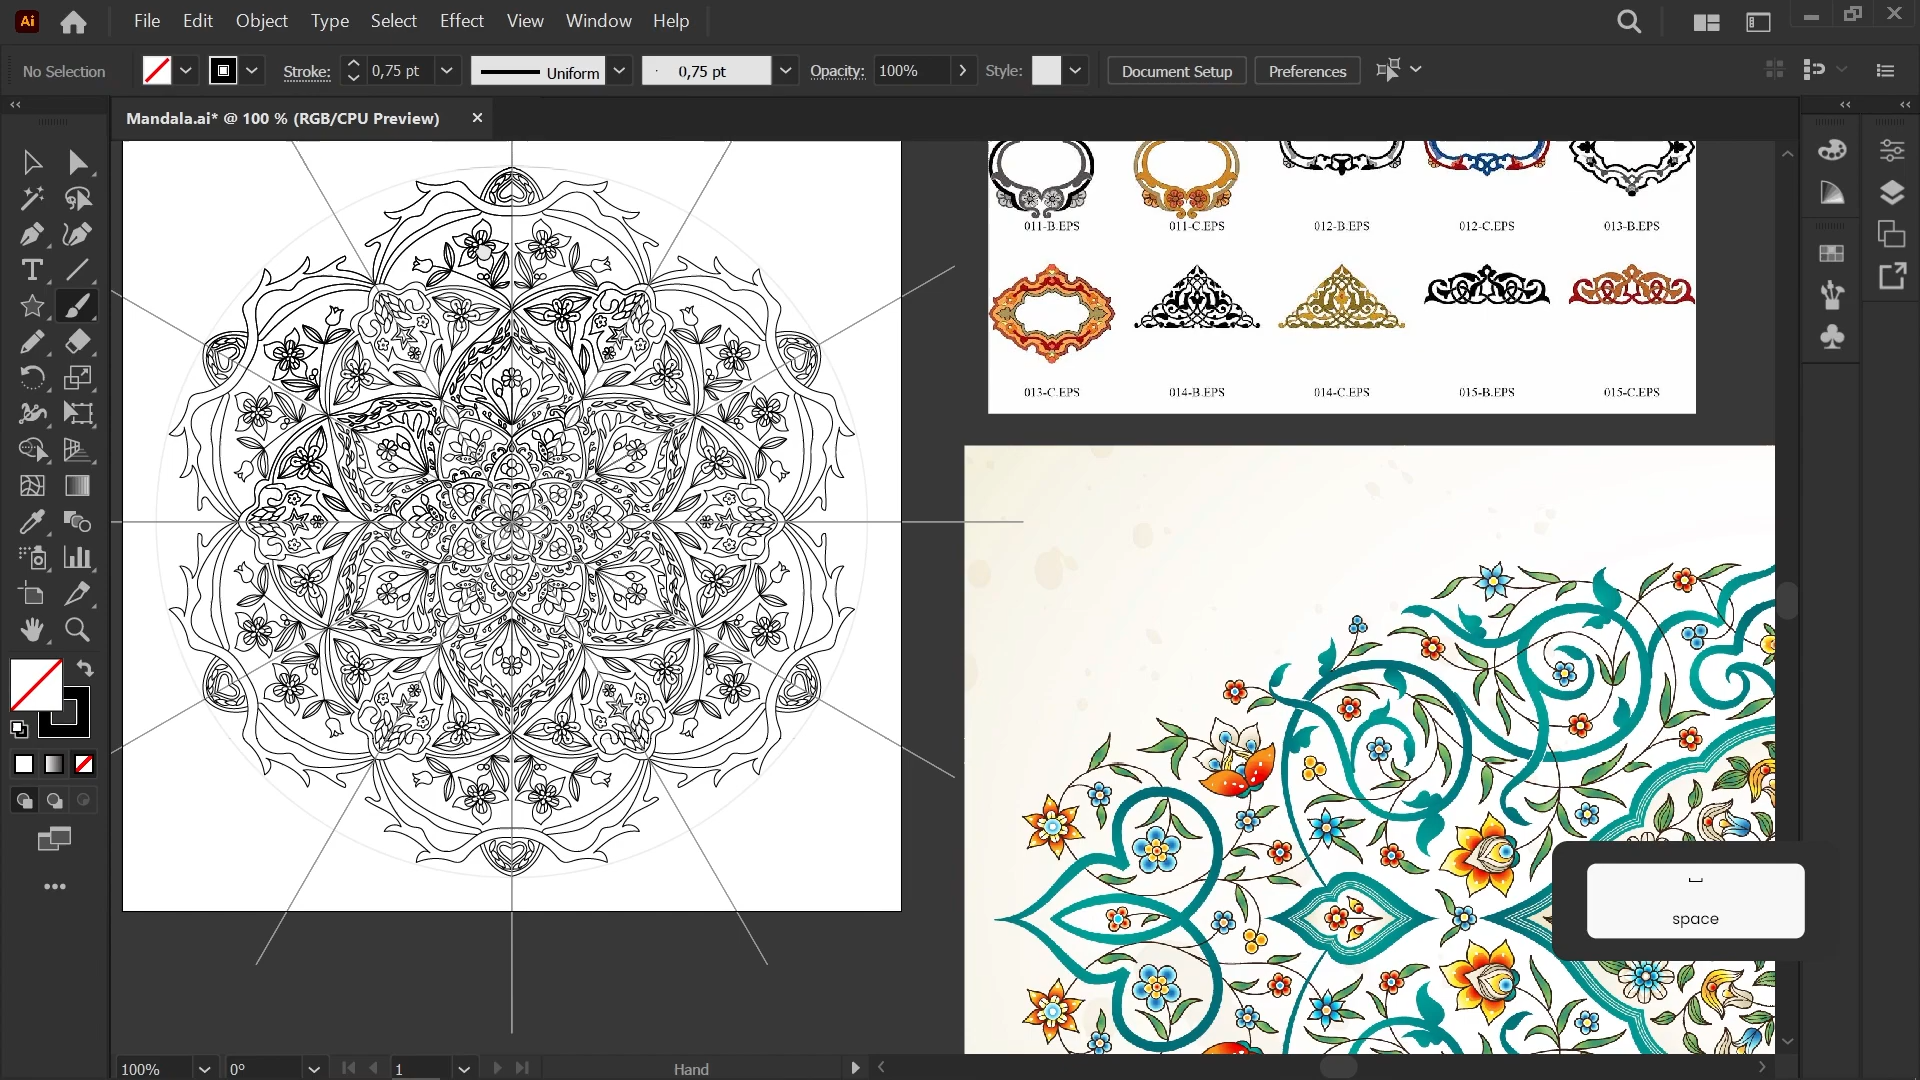 Ai File Edit Object Type Select Effect View Window Help
No Selection Stroke: 0,75 pt Uniform 0,75 pt Opacity: 100% Style: Document Setup Preferences
Mandala.ai* @ 100 % (RGB/CPU Preview)
011-B.EPS 011-C.EPS 012-B.EPS 012-C.EPS 013-B.EPS
013-C.EPS 014-B.EPS 014-C.EPS 015-B.EPS 015-C.EPS
space
100% 0° 1 Hand